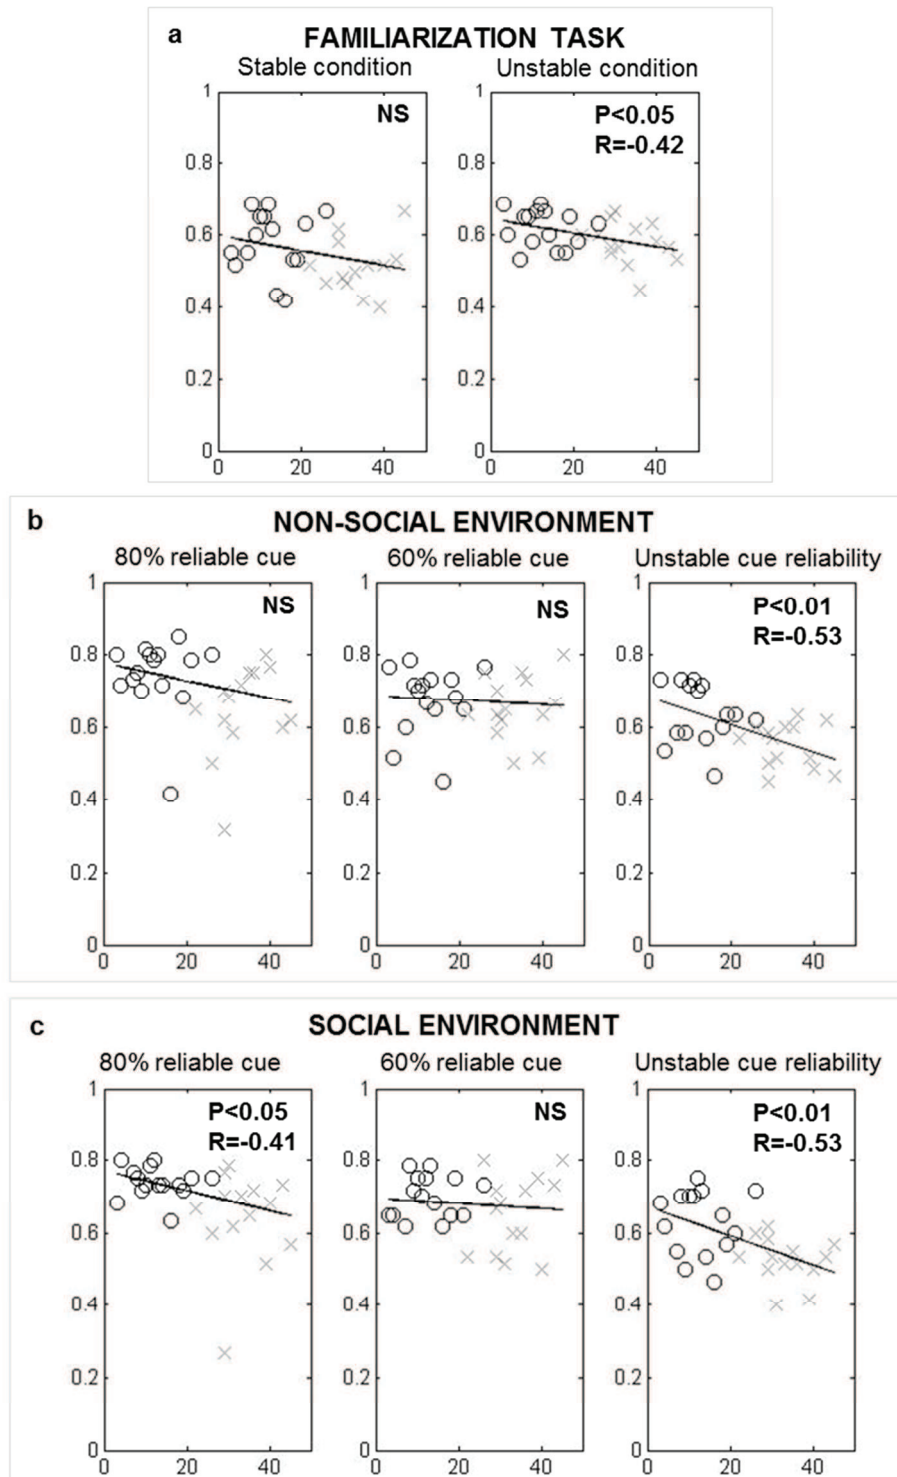 a
FAMILIARIZATION TASK
Stable condition Unstable condition
1 1
NS P<0.05
R=-0.42
0.8 0.8
0.6 0.6
0.4 0.4
0.2 0.2
0 0
0 20 40 0 20 40
b
NON-SOCIAL ENVIRONMENT
80% reliable cue 60% reliable cue Unstable cue reliability
1 1 1
NS NS P<0.01
R=-0.53
0.8 0.8 0.8
0.6 0.6 0.6
0.4 0.4 0.4
0.2 0.2 0.2
0 0 0
0 20 40 0 20 40 0 20 40
c
SOCIAL ENVIRONMENT
80% reliable cue 60% reliable cue Unstable cue reliability
1 1 1
P<0.05 NS P<0.01
R=-0.41 R=-0.53
0.8 0.8 0.8
0.6 0.6 0.6
0.4 0.4 0.4
0.2 0.2 0.2
0 0 0
0 20 40 0 20 40 0 20 40